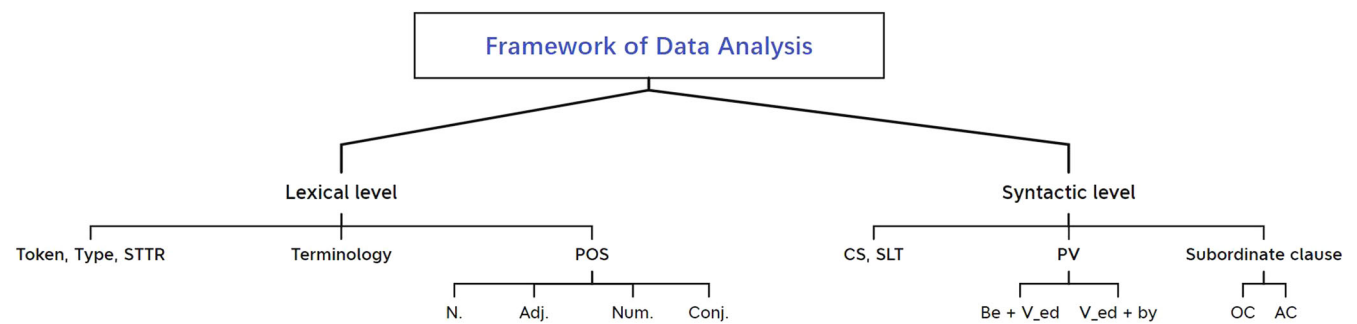 Framework of Data Analysis
Lexical level
Syntactic level
Token, Type, STTR
Terminology
POS
CS, SLT
PV
Subordinate clause
N.
Adj.
Num.
Conj.
Be + V_ed
V_ed + by
OC
AC